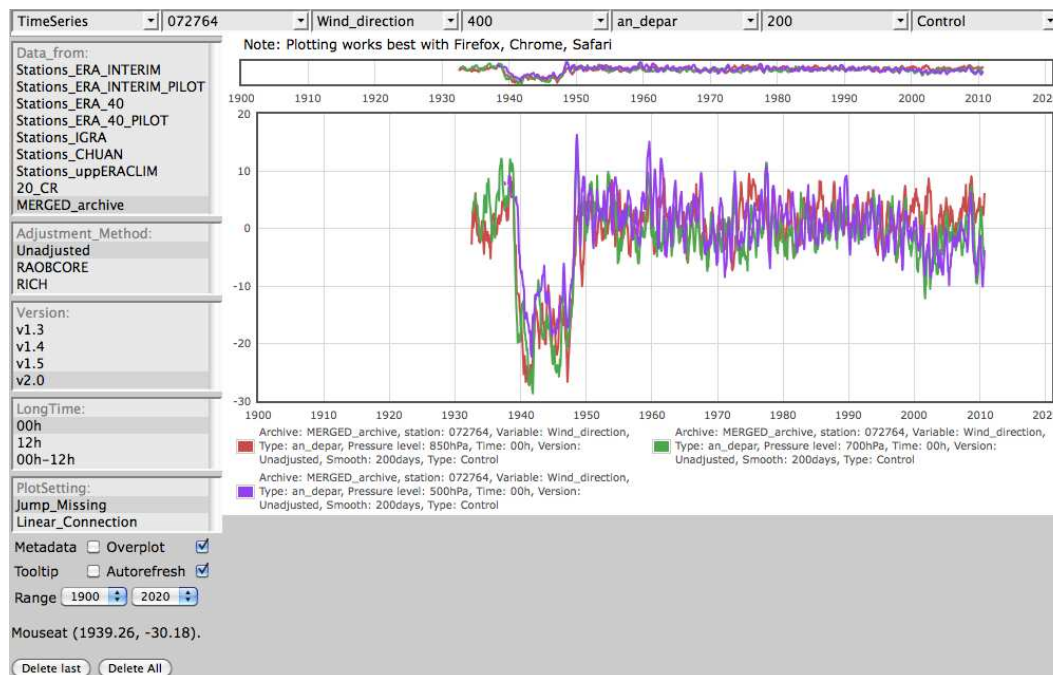 TimeSeries 072764 Wind_direction 400 an_depar 200 Control
Data_from:
Stations_ERA_INTERIM
Stations_ERA_INTERIM_PILOT
Stations_ERA_40
Stations_ERA_40_PILOT
Stations_IGRA
Stations_CHUAN
Stations_uppERACLIM
20_CR
MERGED_archive
Adjustment_Method:
Unadjusted
RAOBCORE
RICH
Version:
v1.3
v1.4
v1.5
v2.0
LongTime:
00h
12h
00h-12h
PlotSetting:
Jump_Missing
Linear_Connection
Metadata Overplot
Tooltip Autorefresh
Range 1900 2020
Mouseat (1939.26, -30.18).
Delete last Delete All
Note: Plotting works best with Firefox, Chrome, Safari
1900 1910 1920 1930 1940 1950 1960 1970 1980 1990 2000 2010 202
20
10
0
-10
-20
-30
1900 1910 1920 1930 1940 1950 1960 1970 1980 1990 2000 2010 202
Archive: MERGED_archive, station: 072764, Variable: Wind_direction,
Type: an_depar, Pressure level: 850hPa, Time: 00h, Version:
Unadjusted, Smooth: 200days, Type: Control
Archive: MERGED_archive, station: 072764, Variable: Wind_direction,
Type: an_depar, Pressure level: 700hPa, Time: 00h, Version:
Unadjusted, Smooth: 200days, Type: Control
Archive: MERGED_archive, station: 072764, Variable: Wind_direction,
Type: an_depar, Pressure level: 500hPa, Time: 00h, Version:
Unadjusted, Smooth: 200days, Type: Control